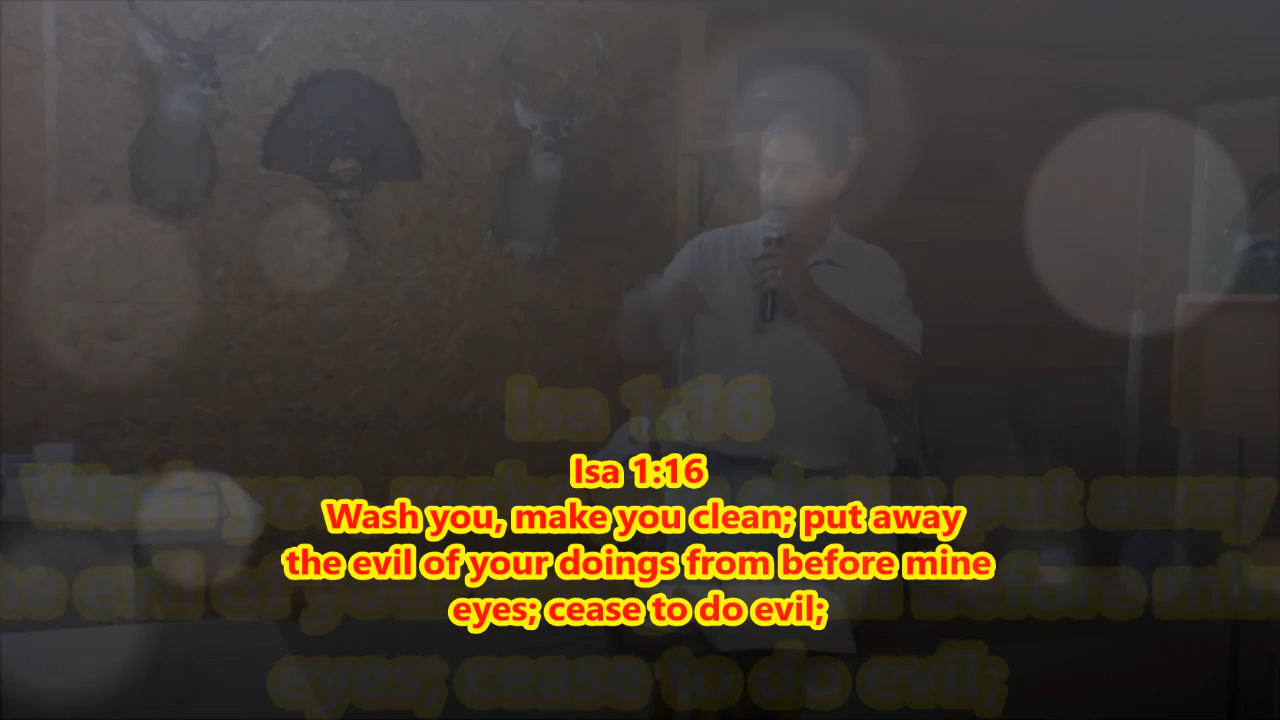 Isa 1:16
Wash you, make you clean; put away
the evil of your doings from before mine
eyes; cease to do evil;